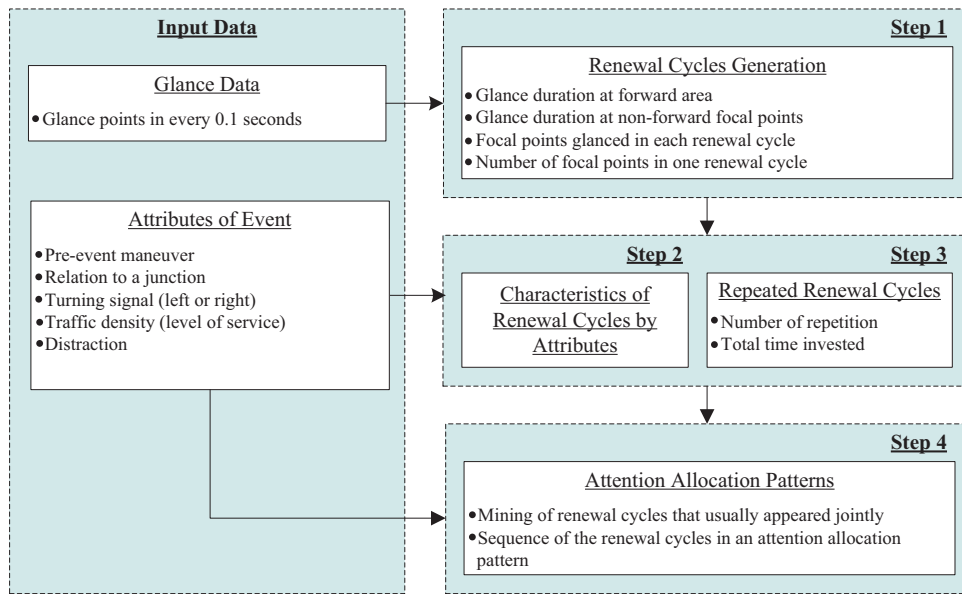 Input Data
Glance Data
•Glance points in every 0.1 seconds
Attributes of Event
•Pre-event maneuver
•Relation to a junction
•Turning signal (left or right)
•Traffic density (level of service)
•Distraction
Step 1
Renewal Cycles Generation
•Glance duration at forward area
•Glance duration at non-forward focal points
•Focal points glanced in each renewal cycle
•Number of focal points in one renewal cycle
Step 2
Characteristics of
Renewal Cycles by
Attributes
Step 3
Repeated Renewal Cycles
•Number of repetition
•Total time invested
Step 4
Attention Allocation Patterns
•Mining of renewal cycles that usually appeared jointly
•Sequence of the renewal cycles in an attention allocation
pattern